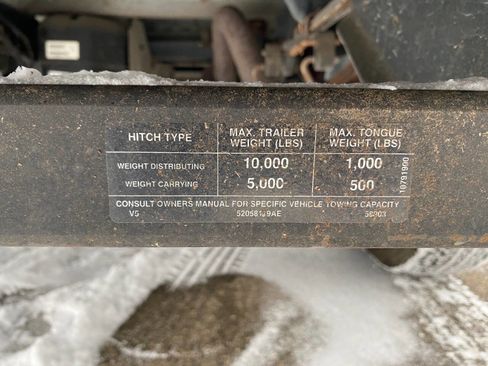 HITCH TYPE MAX. TRAILER WEIGHT (LBS) MAX. TONGUE WEIGHT (LBS)
WEIGHT DISTRIBUTING 10,000 1,000
WEIGHT CARRYING 5,000 500
CONSULT OWNERS MANUAL FOR SPECIFIC VEHICLE TOWING CAPACITY
V5